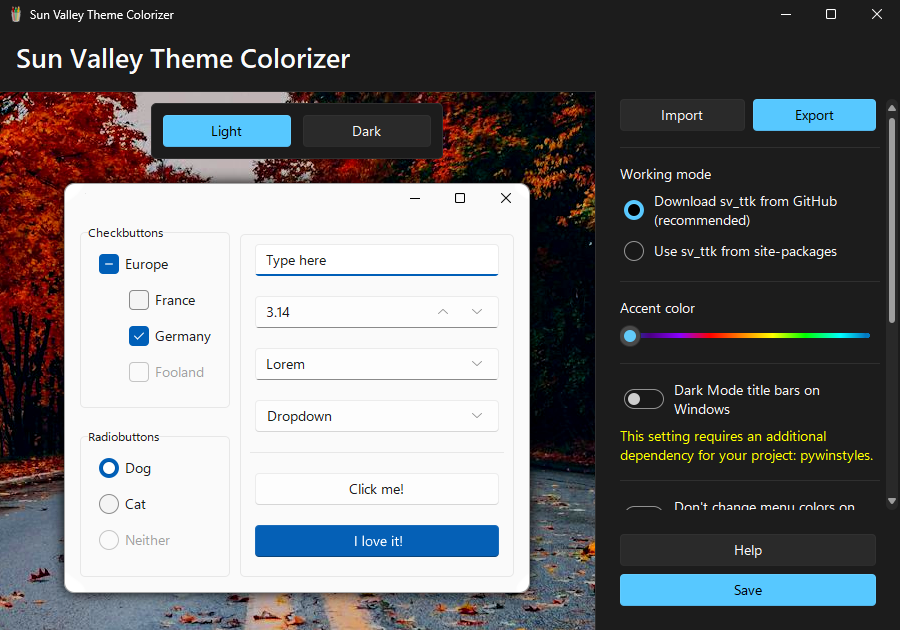 Sun Valley Theme Colorizer
Sun Valley Theme Colorizer
Light
Dark
Checkbuttons
Europe
France
Germany
Fooland
Radiobuttons
Dog
Cat
Neither
Type here
3.14
Lorem
Dropdown
Click me!
I love it!
Import
Export
Working mode
Download sv_ttk from GitHub
(recommended)
Use sv_ttk from site-packages
Accent color
Dark Mode title bars on
Windows
This setting requires an additional
dependency for your project: pywinstyles.
Don't change menu colors on
Help
Save